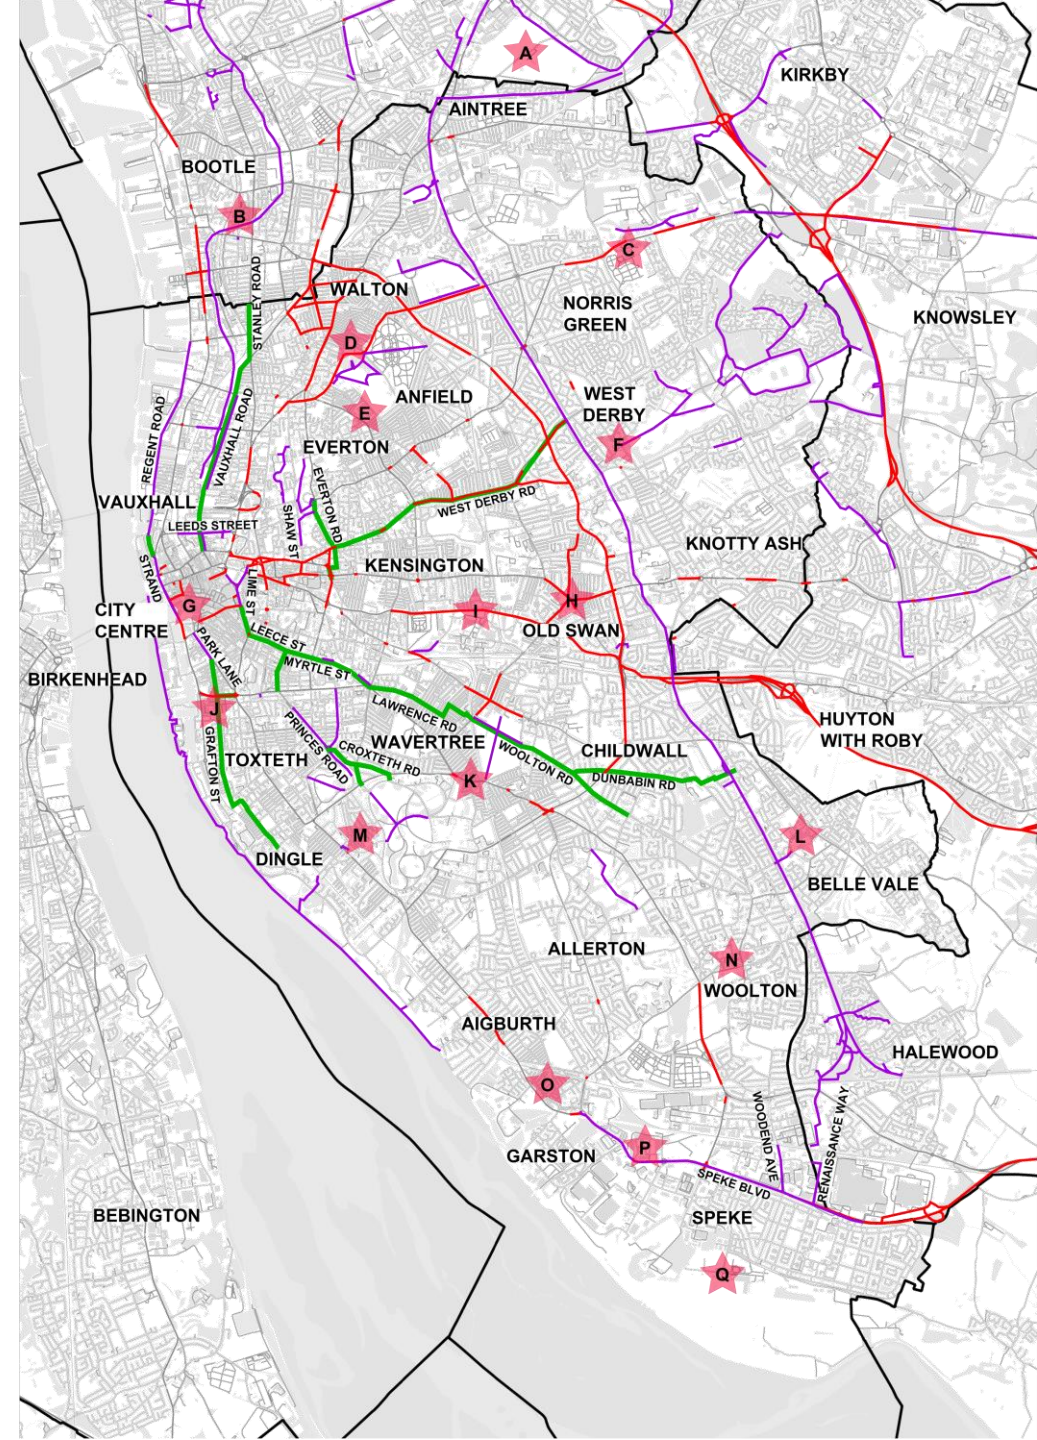 A
KIRKBY
AINTREE
BOOTLE
B
C
STANLEY ROAD
WALTON
NORRIS
GREEN
KNOWSLEY
D
ANFIELD
WEST
DERBY
E
REGENT ROAD
VAUXHALL ROAD
EVERTON
F
EVERTON RD
WEST DERBY RD
VAUXHALL
LEEDS STREET
SHAW ST
KNOTTY ASH
KENSINGTON
STRAND
LIME ST
G
H
I
CITY
CENTRE
OLD SWAN
LEECE ST
PARK LANE
MYRTLE ST
BIRKENHEAD
J
LAWRENCE RD
HUYTON
WITH ROBY
GRAFTON ST
PRINCES ROAD
WAVERTREE
CROXTETH RD
WOOLTON RD
CHILDWALL
TOXTETH
DUNBABIN RD
K
M
L
DINGLE
BELLE VALE
ALLERTON
N
WOOLTON
AIGBURTH
HALEWOOD
O
WOODEND AVE
RENAISSANCE WAY
GARSTON
P
SPEKE BLVD
BEBINGTON
SPEKE
Q